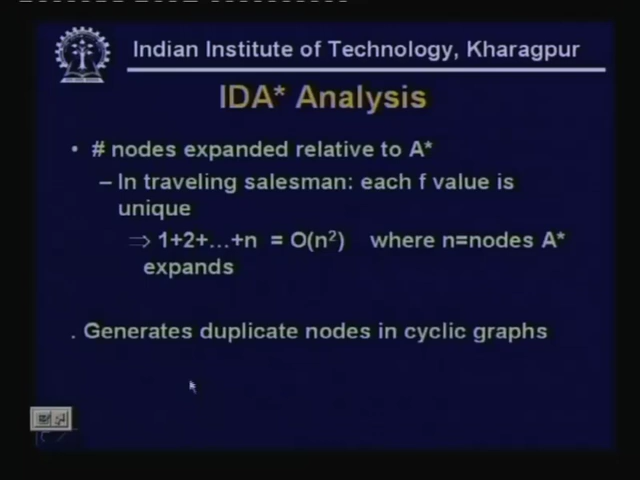 Indian Institute of Technology, Kharagpur
IDA* Analysis
• # nodes expanded relative to A*
– In traveling salesman: each f value is
unique
⇒ 1+2+...+n = O(n²) where n=nodes A*
expands
. Generates duplicate nodes in cyclic graphs